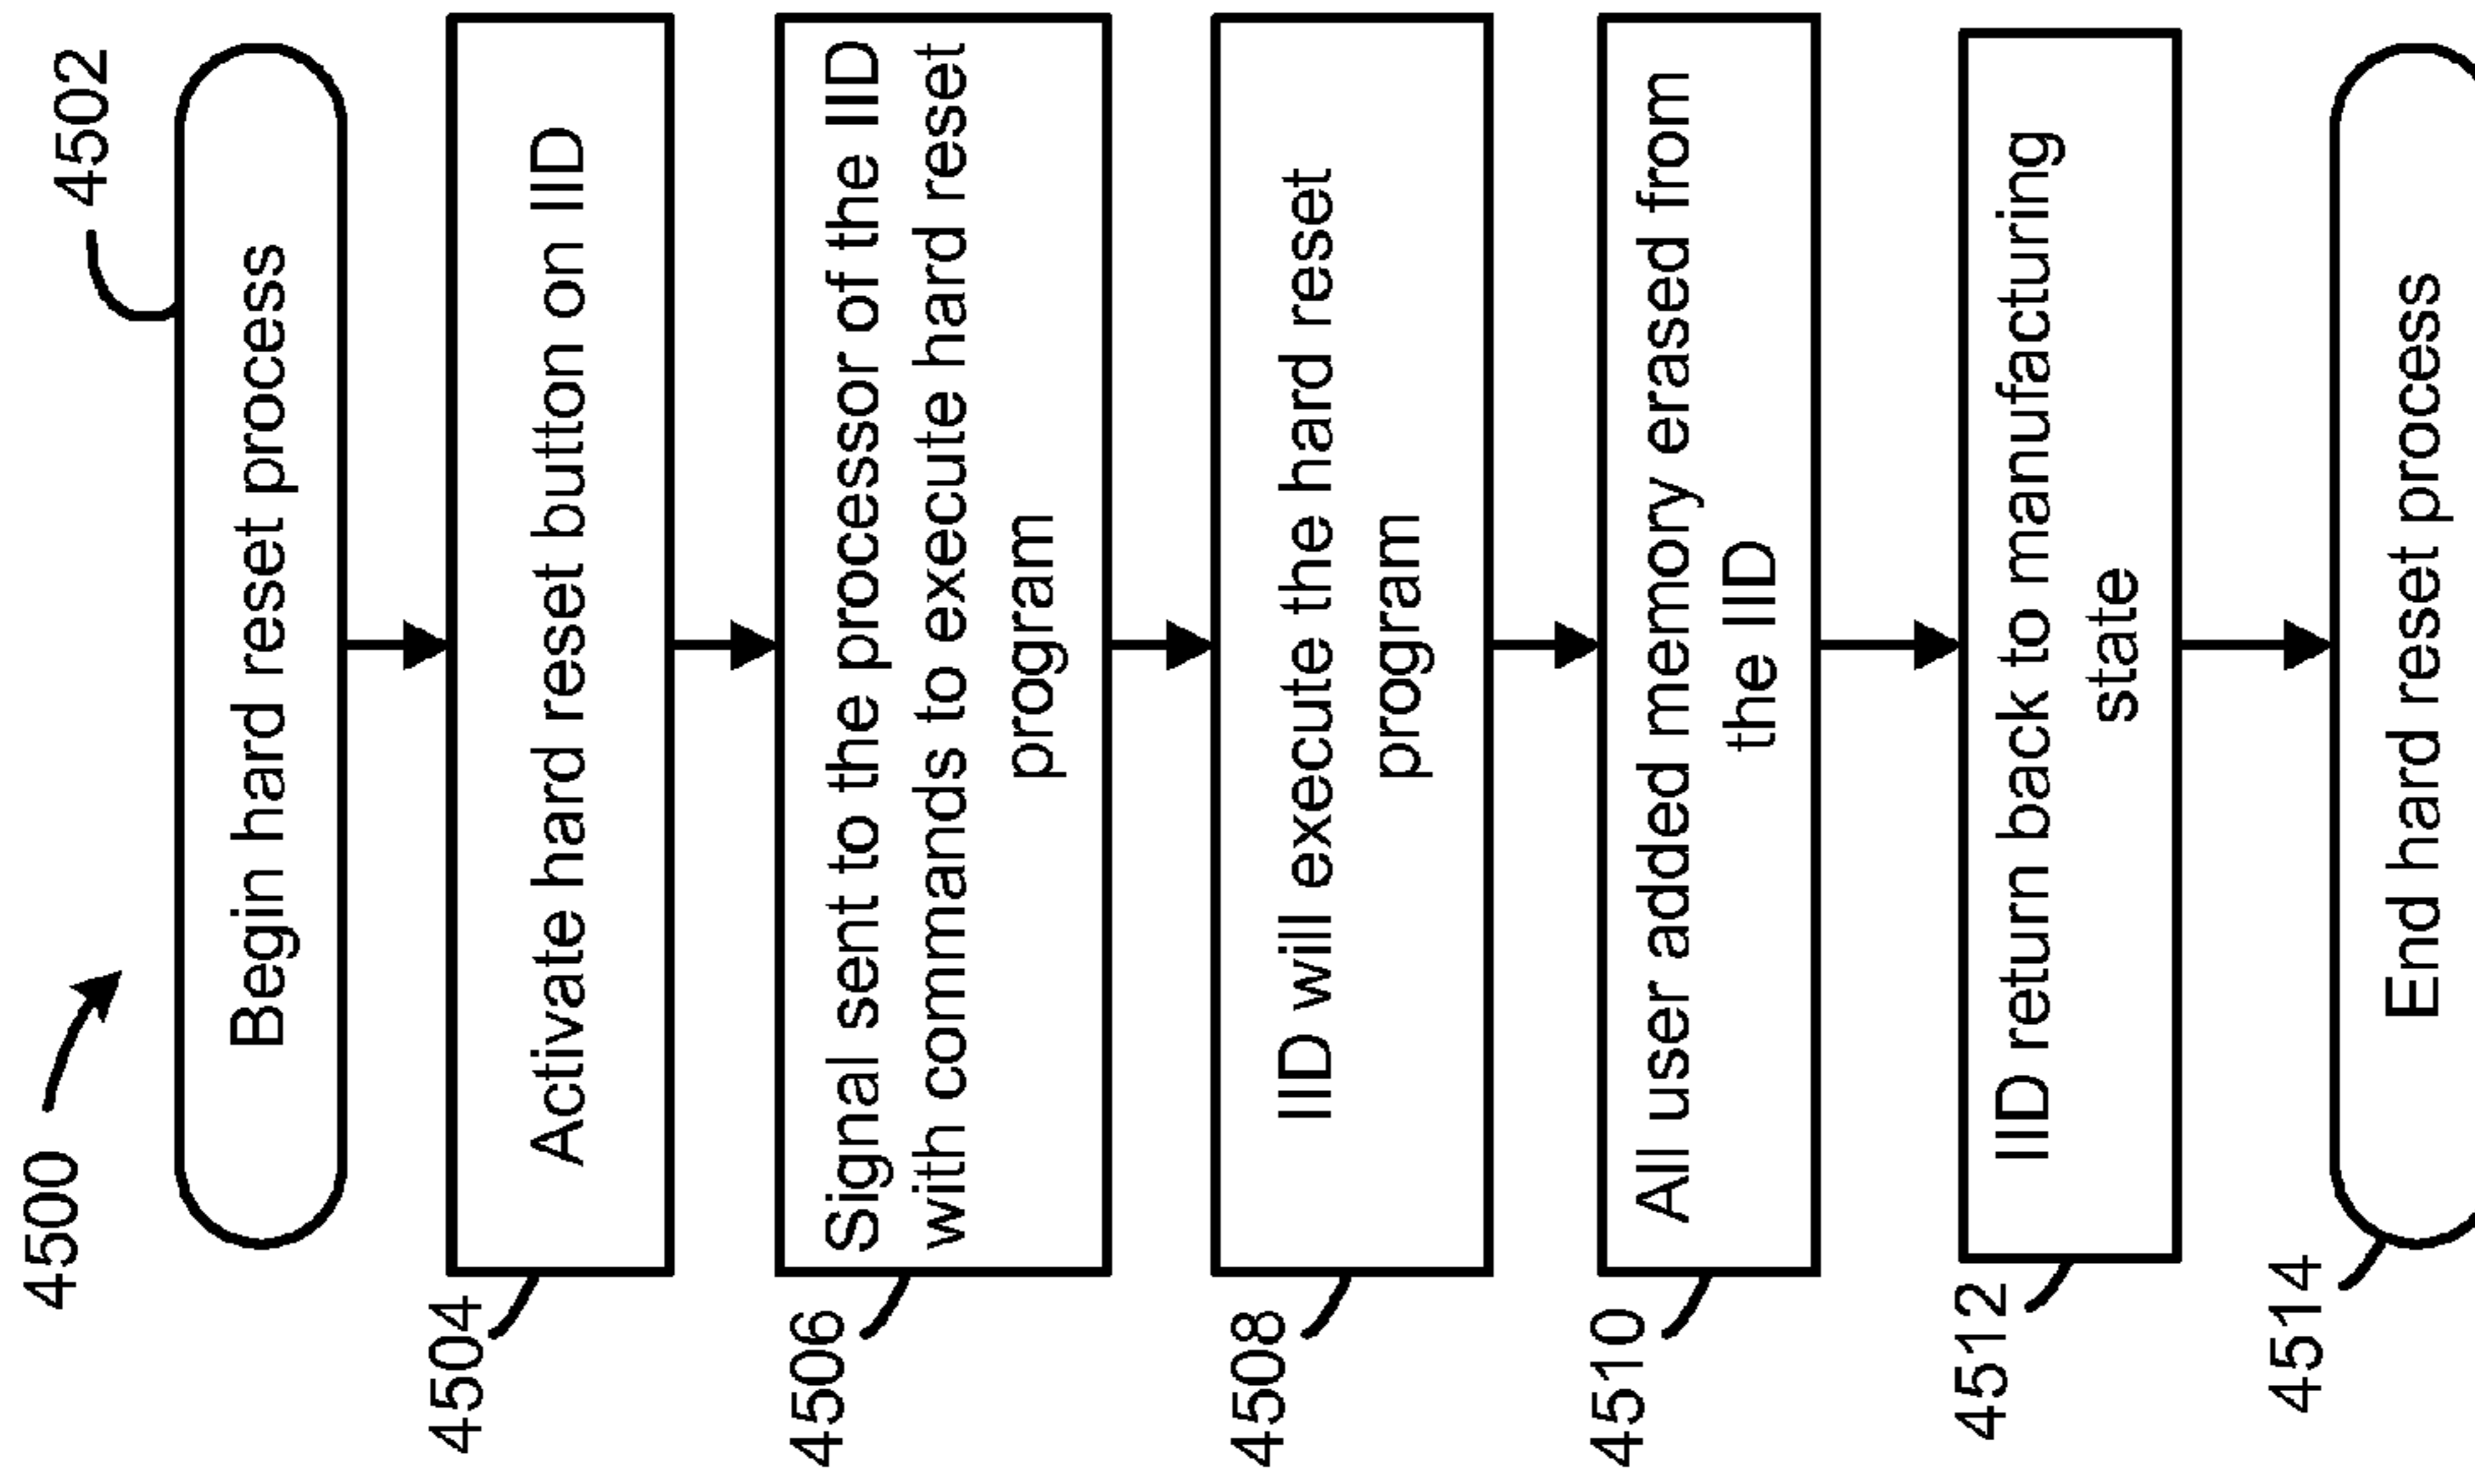 4500
4502
Begin hard reset process
4504
Activate hard reset button on IID
4506
Signal sent to the processor of the IID
with commands to execute hard reset
program
4508
IID will execute the hard reset
program
4510
All user added memory erased from
the IID
4512
IID return back to manufacturing
state
4514
End hard reset process